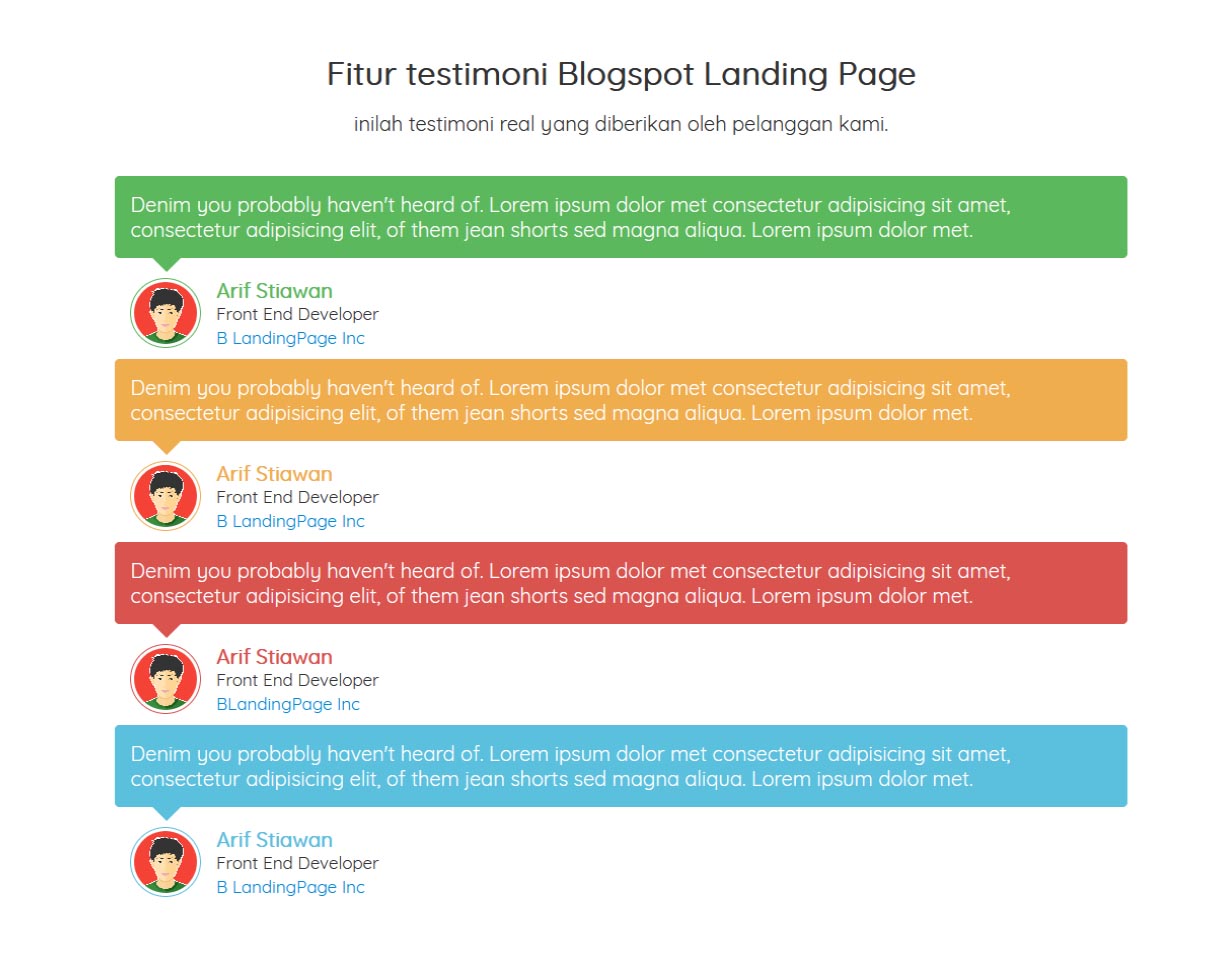 Fitur testimoni Blogspot Landing Page
inilah testimoni real yang diberikan oleh pelanggan kami.
Denim you probably haven't heard of. Lorem ipsum dolor met consectetur adipisicing sit amet,
consectetur adipisicing elit, of them jean shorts sed magna aliqua. Lorem ipsum dolor met.
Arif Stiawan
Front End Developer
B LandingPage Inc
Denim you probably haven't heard of. Lorem ipsum dolor met consectetur adipisicing sit amet,
consectetur adipisicing elit, of them jean shorts sed magna aliqua. Lorem ipsum dolor met.
Arif Stiawan
Front End Developer
B LandingPage Inc
Denim you probably haven't heard of. Lorem ipsum dolor met consectetur adipisicing sit amet,
consectetur adipisicing elit, of them jean shorts sed magna aliqua. Lorem ipsum dolor met.
Arif Stiawan
Front End Developer
BLandingPage Inc
Denim you probably haven't heard of. Lorem ipsum dolor met consectetur adipisicing sit amet,
consectetur adipisicing elit, of them jean shorts sed magna aliqua. Lorem ipsum dolor met.
Arif Stiawan
Front End Developer
B LandingPage Inc